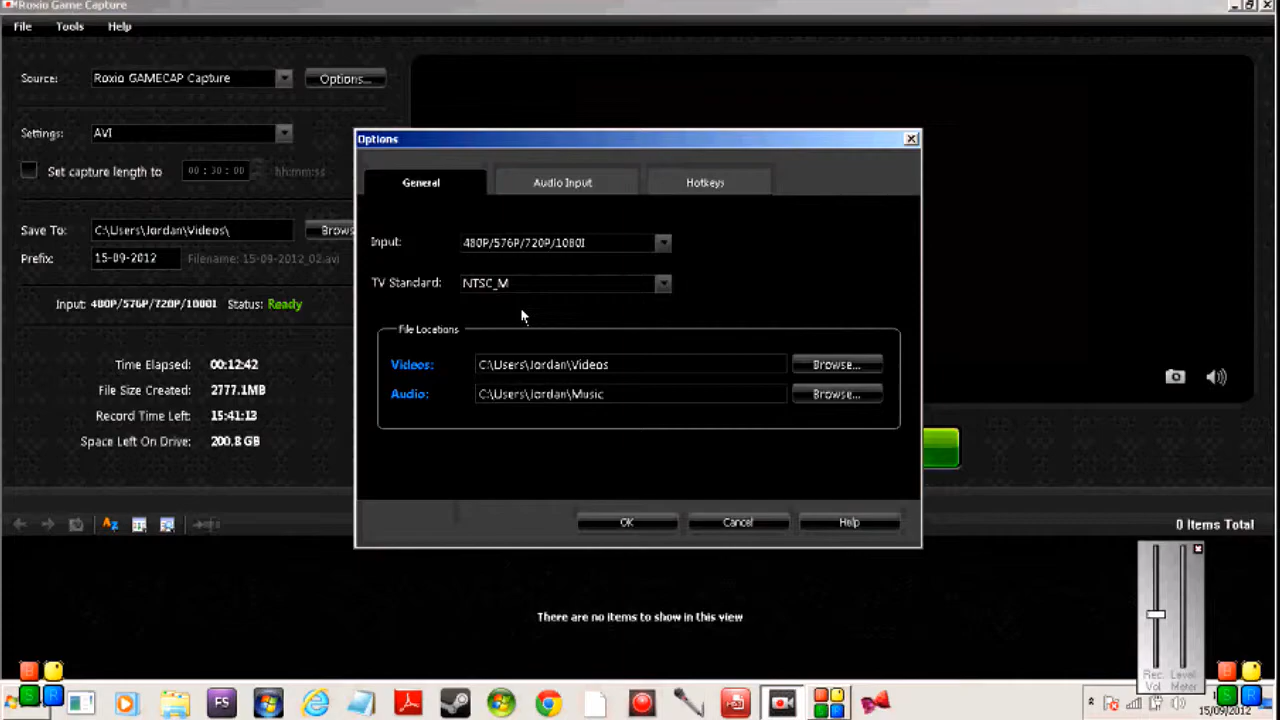 Roxio Game Capture
File Tools Help
Source: Roxio GAMECAP Capture Options...
Settings: AVI
Set capture length to 00:30:00 hh:mm:ss
Save To: C:\Users\Jordan\Videos\ Brows
Prefix: 15-09-2012 Filename: 15-09-2012_02.avi
Input: 480P/576P/720P/1080I Status: Ready
Time Elapsed: 00:12:42
File Size Created: 2777.1MB
Record Time Left: 15:41:13
Space Left On Drive: 200.8 GB
Options
General Audio Input Hotkeys
Input: 480P/576P/720P/1080I
TV Standard: NTSC_M
File Locations
Videos: C:\Users\Jordan\Videos Browse...
Audio: C:\Users\Jordan\Music Browse...
OK Cancel Help
0 Items Total
There are no items to show in this view
Rec. Level
Vol Meter
FS
15/09/2012